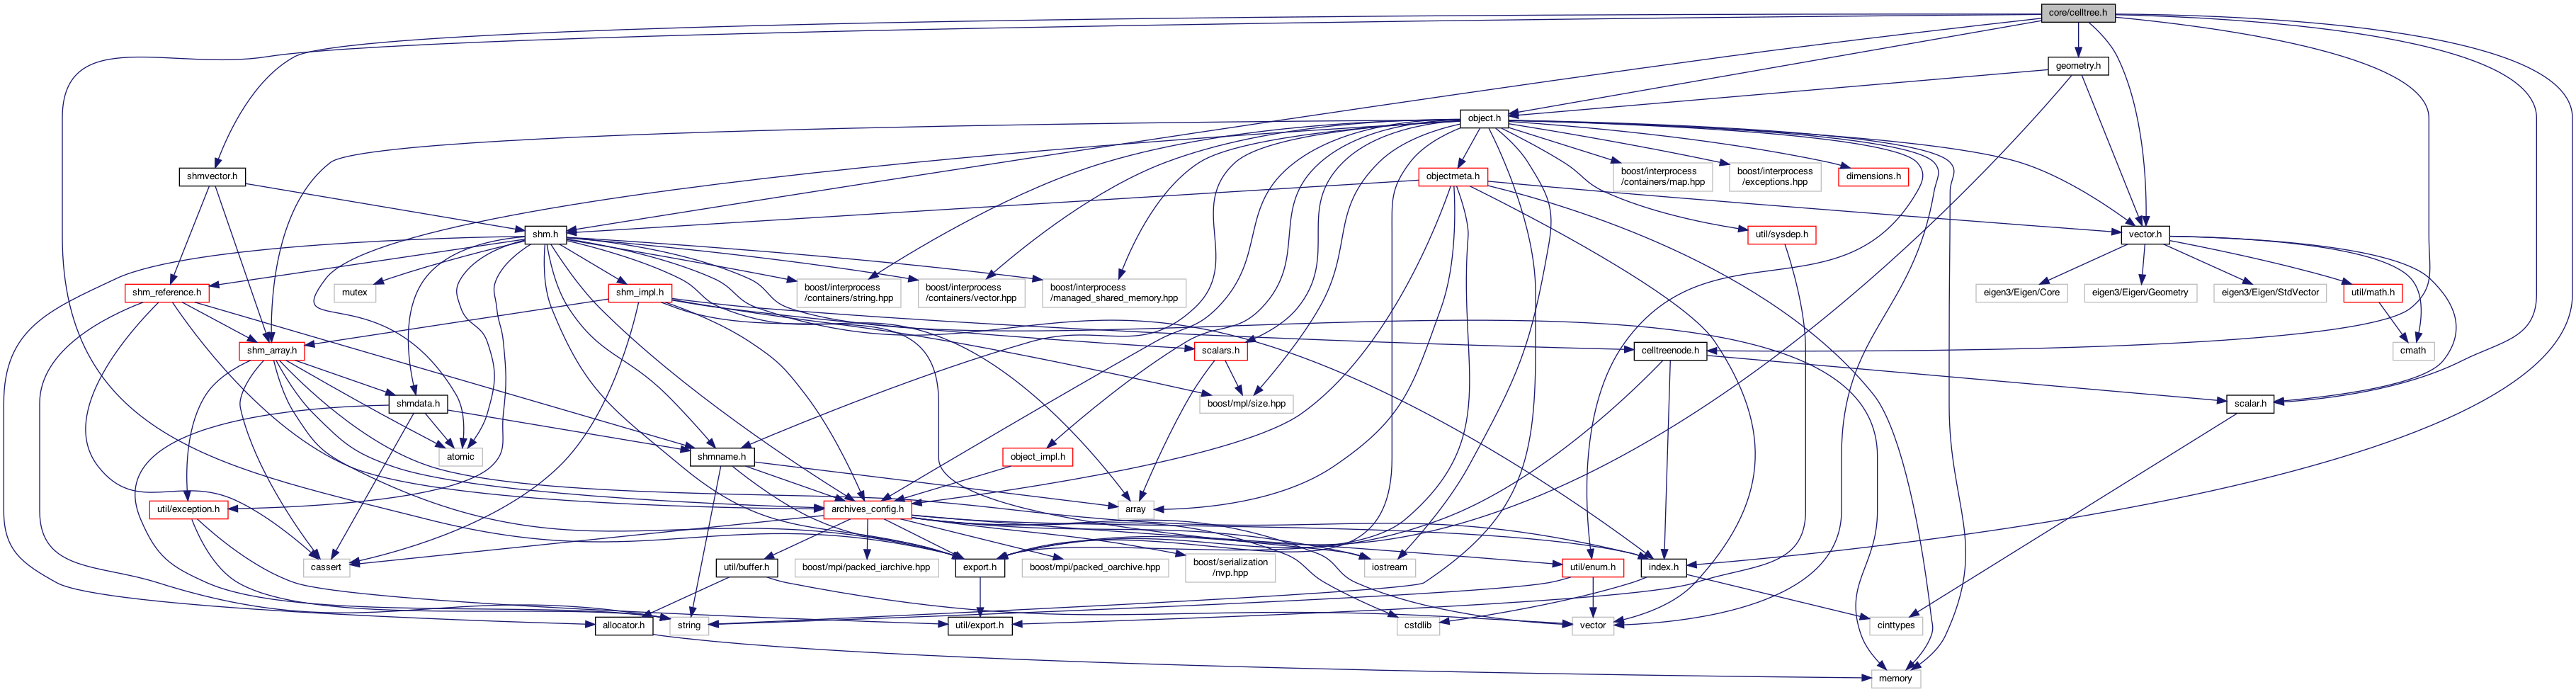 core/celltree.h
geometry.h
object.h
shmvector.h
objectmeta.h
boost/interprocess
/containers/map.hpp
boost/interprocess
/exceptions.hpp
dimensions.h
shm.h
util/sysdep.h
vector.h
shm_reference.h
mutex
shm_impl.h
boost/interprocess
/containers/string.hpp
boost/interprocess
/containers/vector.hpp
boost/interprocess
/managed_shared_memory.hpp
eigen3/Eigen/Core
eigen3/Eigen/Geometry
eigen3/Eigen/StdVector
util/math.h
shm_array.h
scalars.h
celltreenode.h
cmath
shmdata.h
boost/mpl/size.hpp
scalar.h
atomic
shmname.h
object_impl.h
util/exception.h
archives_config.h
array
cassert
util/buffer.h
boost/mpi/packed_iarchive.hpp
export.h
boost/mpi/packed_oarchive.hpp
boost/serialization
/nvp.hpp
iostream
util/enum.h
index.h
allocator.h
string
util/export.h
cstdlib
vector
cinttypes
memory